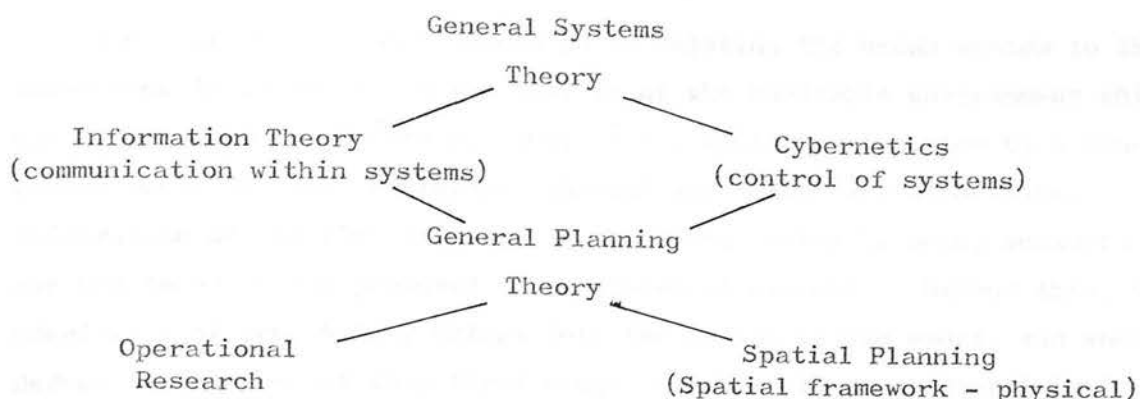 General Systems
Theory
Information Theory
(communication within systems)
Cybernetics
(control of systems)
General Planning
Theory
Operational
Research
Spatial Planning
(Spatial framework - physical)